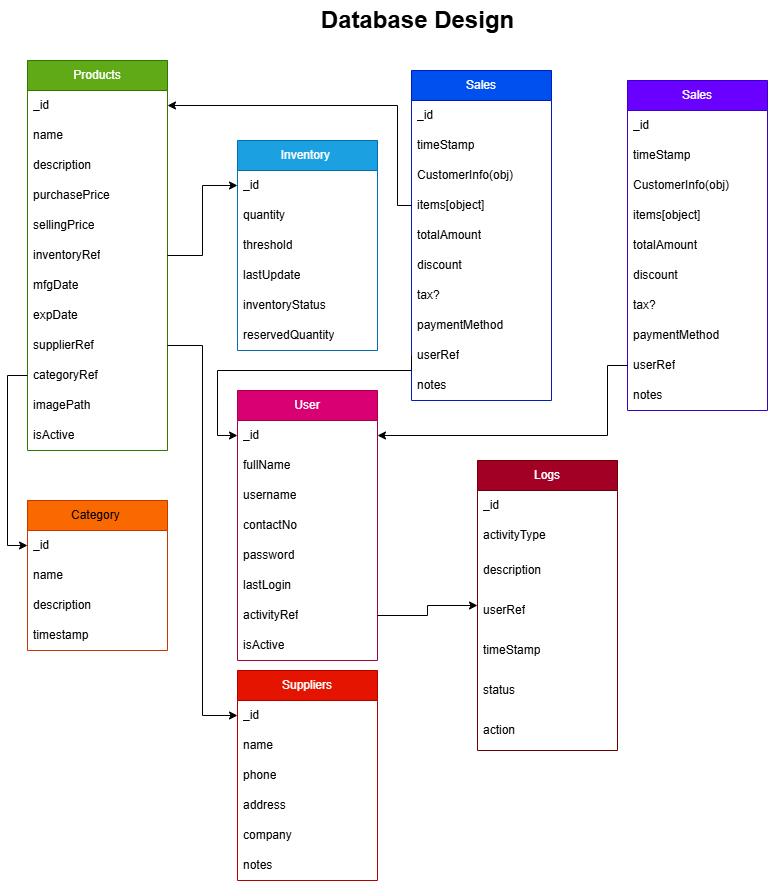 Database Design
Products
_id
name
description
purchasePrice
sellingPrice
inventoryRef
mfgDate
expDate
supplierRef
categoryRef
imagePath
isActive
Inventory
_id
quantity
threshold
lastUpdate
inventoryStatus
reservedQuantity
Sales
_id
timeStamp
CustomerInfo(obj)
items[object]
totalAmount
discount
tax?
paymentMethod
userRef
notes
Sales
_id
timeStamp
CustomerInfo(obj)
items[object]
totalAmount
discount
tax?
paymentMethod
userRef
notes
User
_id
fullName
username
contactNo
password
lastLogin
activityRef
isActive
Logs
_id
activityType
description
userRef
timeStamp
status
action
Category
_id
name
description
timestamp
Suppliers
_id
name
phone
address
company
notes